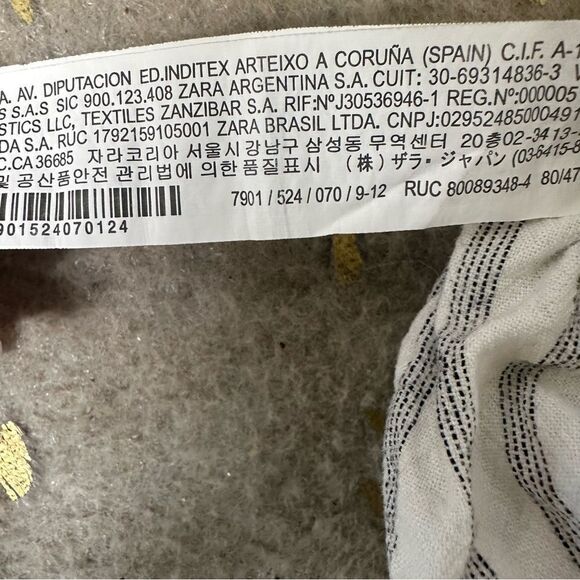 A. AV. DIPUTACION ED.INDITEX ARTEIXO A CORUÑA (SPAIN) C.I.F. A-1
S.A.S SIC 900.123.408 ZARA ARGENTINA S.A. CUIT: 30-69314836-3 V
STICS LLC, TEXTILES ZANZIBAR S.A. RIF:NºJ30536946-1 REG.Nº:000005
DA S.A. RUC 1792159105001 ZARA BRASIL LTDA. CNPJ:02952485000491
C.CA 36685 자라코리아 서울시강남구 삼성동 무역센터 20층02-34 13-
및 공산품안전 관리법에 의한품질표시 (株) ザラ・ジャパン (03-6415-8
7901 / 524 / 070 / 9-12 RUC 80089348-4 80/47
901524070124